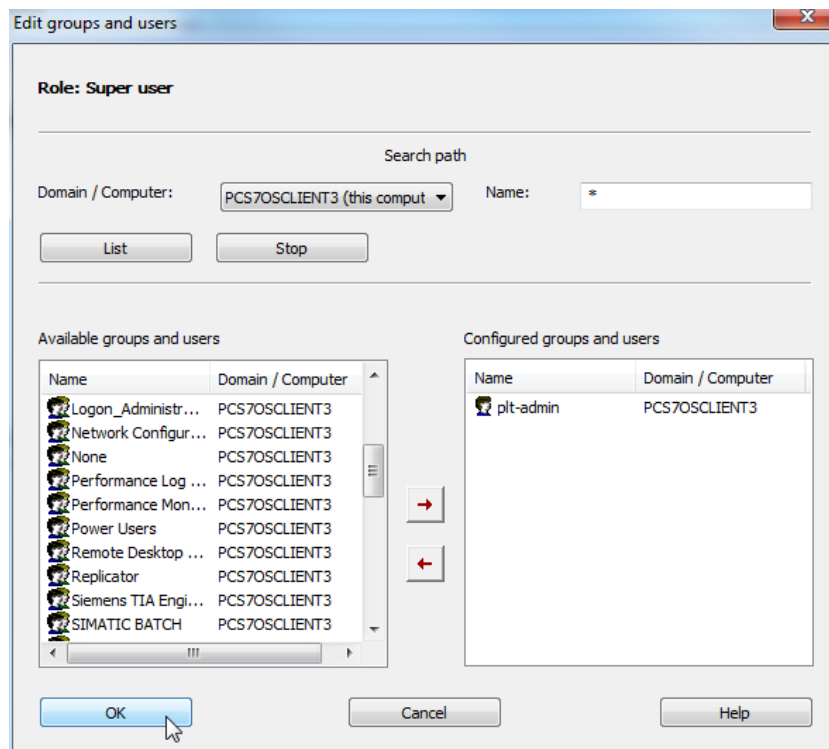 Edit groups and users
Role: Super user
Search path
Domain / Computer: PCS7OSCLIENT3 (this comput Name: *
List Stop
Available groups and users Configured groups and users
Name Domain / Computer Name Domain / Computer
Logon_Administr... PCS7OSCLIENT3 plt-admin PCS7OSCLIENT3
Network Configur... PCS7OSCLIENT3
None PCS7OSCLIENT3
Performance Log ... PCS7OSCLIENT3
Performance Mon... PCS7OSCLIENT3
Power Users PCS7OSCLIENT3
Remote Desktop ... PCS7OSCLIENT3
Replicator PCS7OSCLIENT3
Siemens TIA Engi... PCS7OSCLIENT3
SIMATIC BATCH PCS7OSCLIENT3
OK Cancel Help